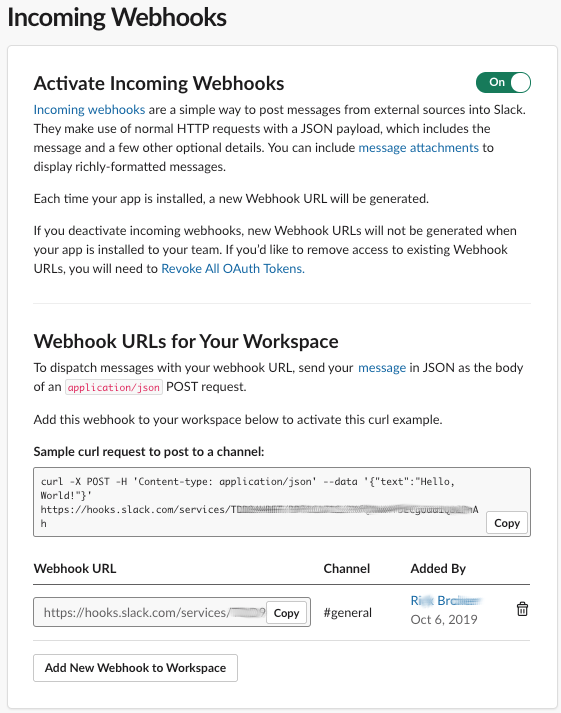 Incoming Webhooks
Activate Incoming Webhooks
On
Incoming webhooks are a simple way to post messages from external sources into Slack.
They make use of normal HTTP requests with a JSON payload, which includes the
message and a few other optional details. You can include message attachments to
display richly-formatted messages.
Each time your app is installed, a new Webhook URL will be generated.
If you deactivate incoming webhooks, new Webhook URLs will not be generated when
your app is installed to your team. If you'd like to remove access to existing Webhook
URLs, you will need to Revoke All OAuth Tokens.
Webhook URLs for Your Workspace
To dispatch messages with your webhook URL, send your message in JSON as the body
of an application/json POST request.
Add this webhook to your workspace below to activate this curl example.
Sample curl request to post to a channel:
curl -X POST -H 'Content-type: application/json' --data '{"text":"Hello,
World!"}'
https://hooks.slack.com/services/
h
Copy
Webhook URL Channel Added By
https://hooks.slack.com/services/ Copy #general
Oct 6, 2019
Add New Webhook to Workspace